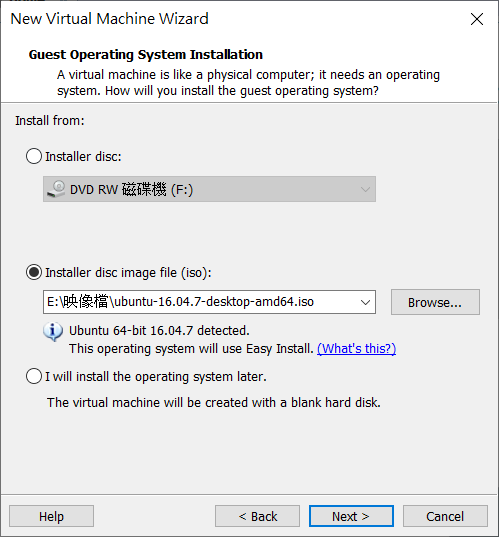 New Virtual Machine Wizard
Guest Operating System Installation
A virtual machine is like a physical computer; it needs an operating
system. How will you install the guest operating system?
Install from:
Installer disc:
DVD RW 磁碟機 (F:)
Installer disc image file (iso):
E:\映像檔\ubuntu-16.04.7-desktop-amd64.iso
Browse...
Ubuntu 64-bit 16.04.7 detected.
This operating system will use Easy Install. (What's this?)
I will install the operating system later.
The virtual machine will be created with a blank hard disk.
Help
< Back
Next >
Cancel